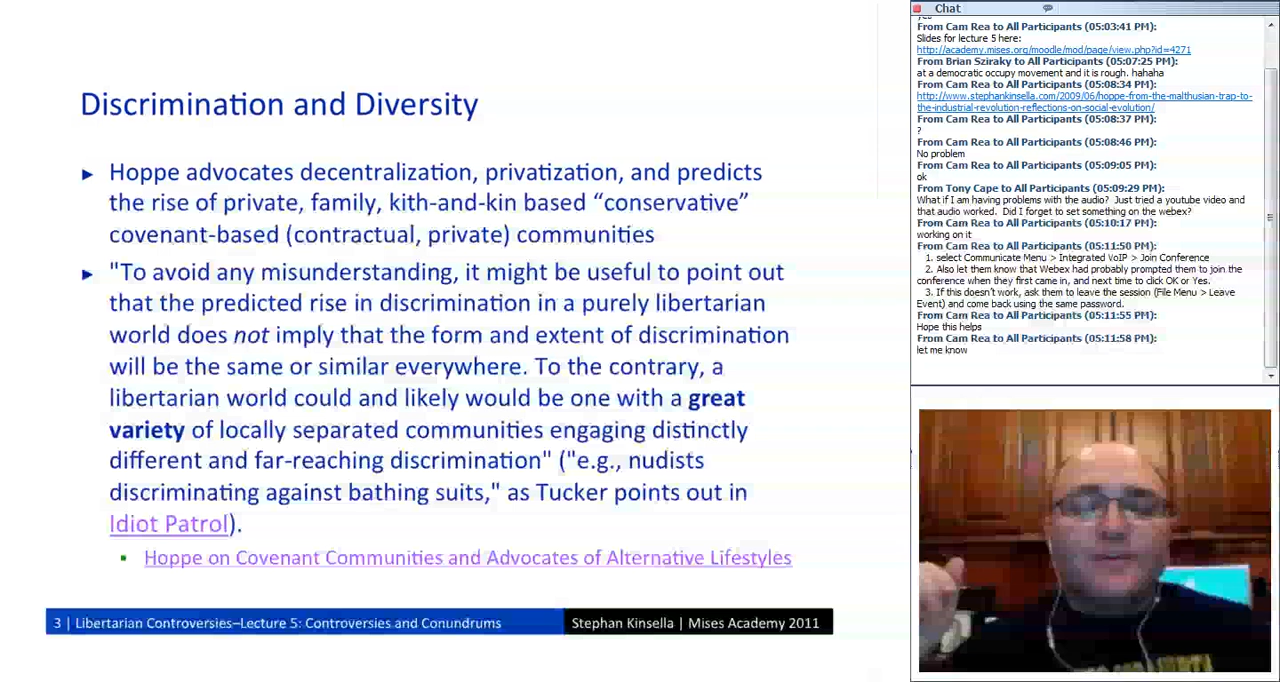 Discrimination and Diversity
► Hoppe advocates decentralization, privatization, and predicts
the rise of private, family, kith-and-kin based “conservative”
covenant-based (contractual, private) communities
► "To avoid any misunderstanding, it might be useful to point out
that the predicted rise in discrimination in a purely libertarian
world does not imply that the form and extent of discrimination
will be the same or similar everywhere. To the contrary, a
libertarian world could and likely would be one with a great
variety of locally separated communities engaging distinctly
different and far-reaching discrimination" ("e.g., nudists
discriminating against bathing suits," as Tucker points out in
Idiot Patrol).
▪ Hoppe on Covenant Communities and Advocates of Alternative Lifestyles
3 | Libertarian Controversies–Lecture 5: Controversies and Conundrums
Stephan Kinsella | Mises Academy 2011
Chat
yes
From Cam Rea to All Participants (05:03:41 PM):
Slides for lecture 5 here:
http://academy.mises.org/moodle/mod/page/view.php?id=4271
From Brian Sziraky to All Participants (05:07:25 PM):
at a democratic occupy movement and it is rough. hahaha
From Cam Rea to All Participants (05:08:34 PM):
http://www.stephankinsella.com/2009/06/hoppe-from-the-malthusian-trap-to-
the-industrial-revolution-reflections-on-social-evolution/
From Cam Rea to All Participants (05:08:37 PM):
?
From Cam Rea to All Participants (05:08:46 PM):
No problem
From Cam Rea to All Participants (05:09:05 PM):
ok
From Tony Cape to All Participants (05:09:29 PM):
What if I am having problems with the audio? Just tried a youtube video and
that audio worked. Did I forget to set something on the webex?
From Cam Rea to All Participants (05:10:17 PM):
working on it
From Cam Rea to All Participants (05:11:50 PM):
1. select Communicate Menu > Integrated VoIP > Join Conference
2. Also let them know that Webex had probably prompted them to join the
conference when they first came in, and next time to click OK or Yes.
3. If this doesn't work, ask them to leave the session (File Menu > Leave
Event) and come back using the same password.
From Cam Rea to All Participants (05:11:55 PM):
Hope this helps
From Cam Rea to All Participants (05:11:58 PM):
let me know